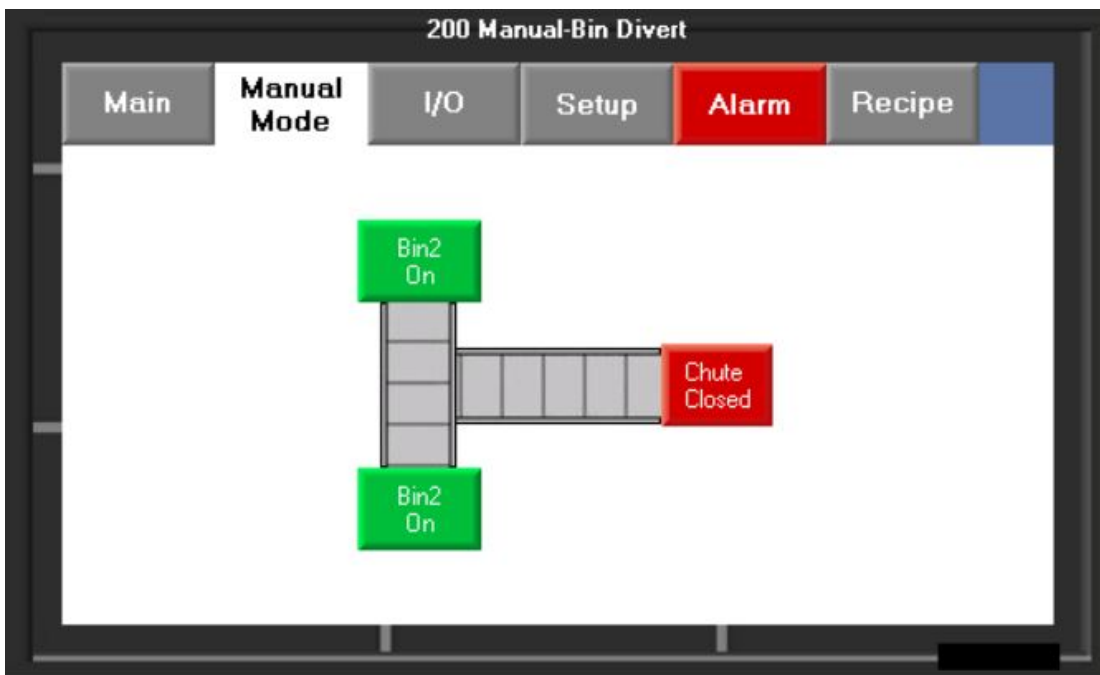 200 Manual-Bin Divert
Main
Manual
Mode
I/O
Setup
Alarm
Recipe
Bin2
On
Chute
Closed
Bin2
On